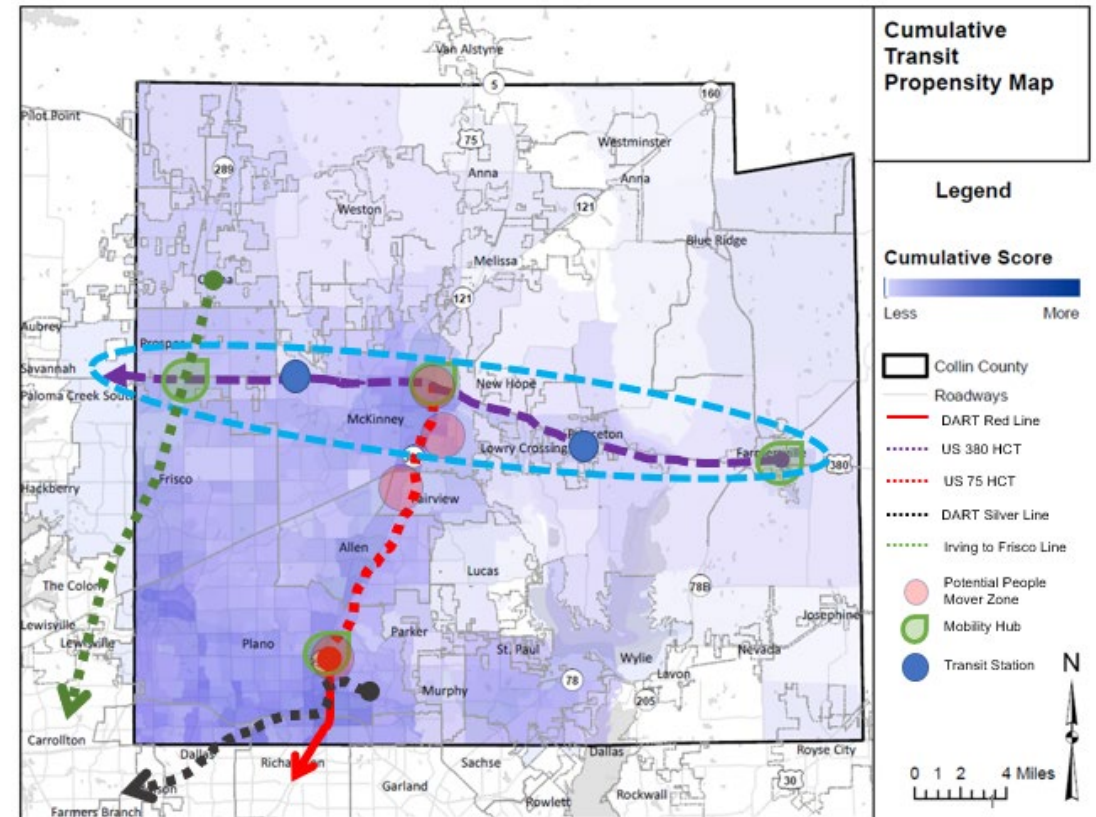 Cumulative
Transit
Propensity Map
Legend
Cumulative Score
Less More
Collin County
Roadways
DART Red Line
US 380 HCT
US 75 HCT
DART Silver Line
Irving to Frisco Line
Potential People
Mover Zone
Mobility Hub
Transit Station
N
0 1 2 4 Miles
Van Alstyne
5
160
Pilot Point
75
Westminster
289
Anna
Anna
121
Weston
Blue Ridge
Melissa
121
Aubrey
Savannah
Paloma Creek
New Hope
McKinney
Princeton
Lowry Crossing
380
Hackberry
Frisco
Fairview
Allen
Lucas
The Colony
78B
Josephine
Lewisville
Lewisville
Plano
Parker
St. Paul
Wylie
Nevada
Lavon
78
Murphy
205
Carrollton
Dallas
Dallas
Royse City
Sachse
30
Garland
Rowlett
Rockwall
Farmers Branch